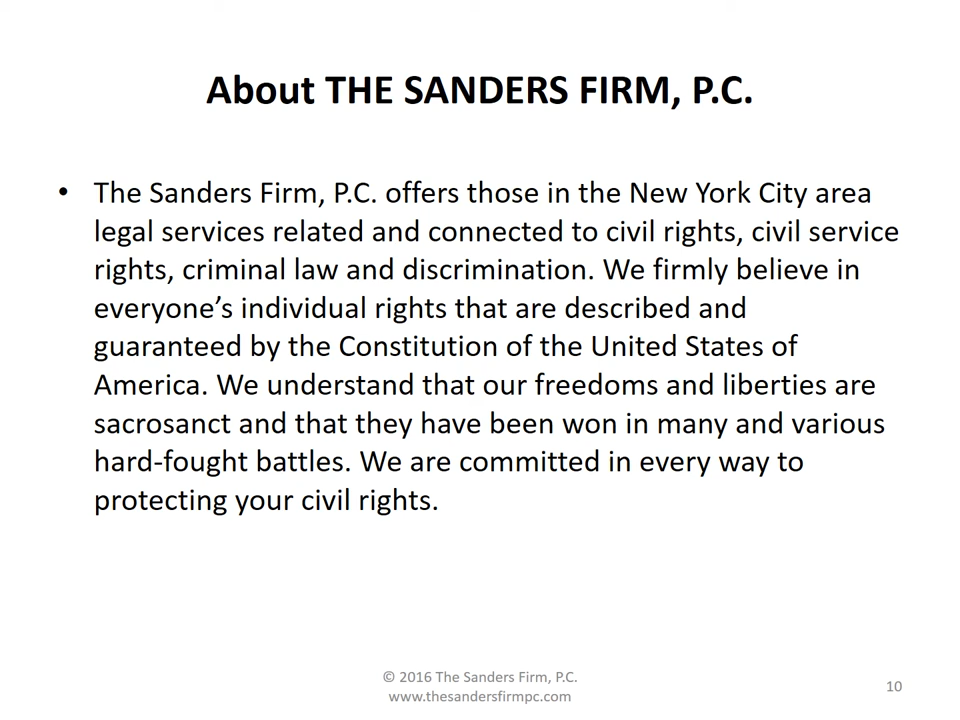 About THE SANDERS FIRM, P.C.
• The Sanders Firm, P.C. offers those in the New York City area
legal services related and connected to civil rights, civil service
rights, criminal law and discrimination. We firmly believe in
everyone’s individual rights that are described and
guaranteed by the Constitution of the United States of
America. We understand that our freedoms and liberties are
sacrosanct and that they have been won in many and various
hard-fought battles. We are committed in every way to
protecting your civil rights.
© 2016 The Sanders Firm, P.C.
www.thesandersfirmpc.com
10